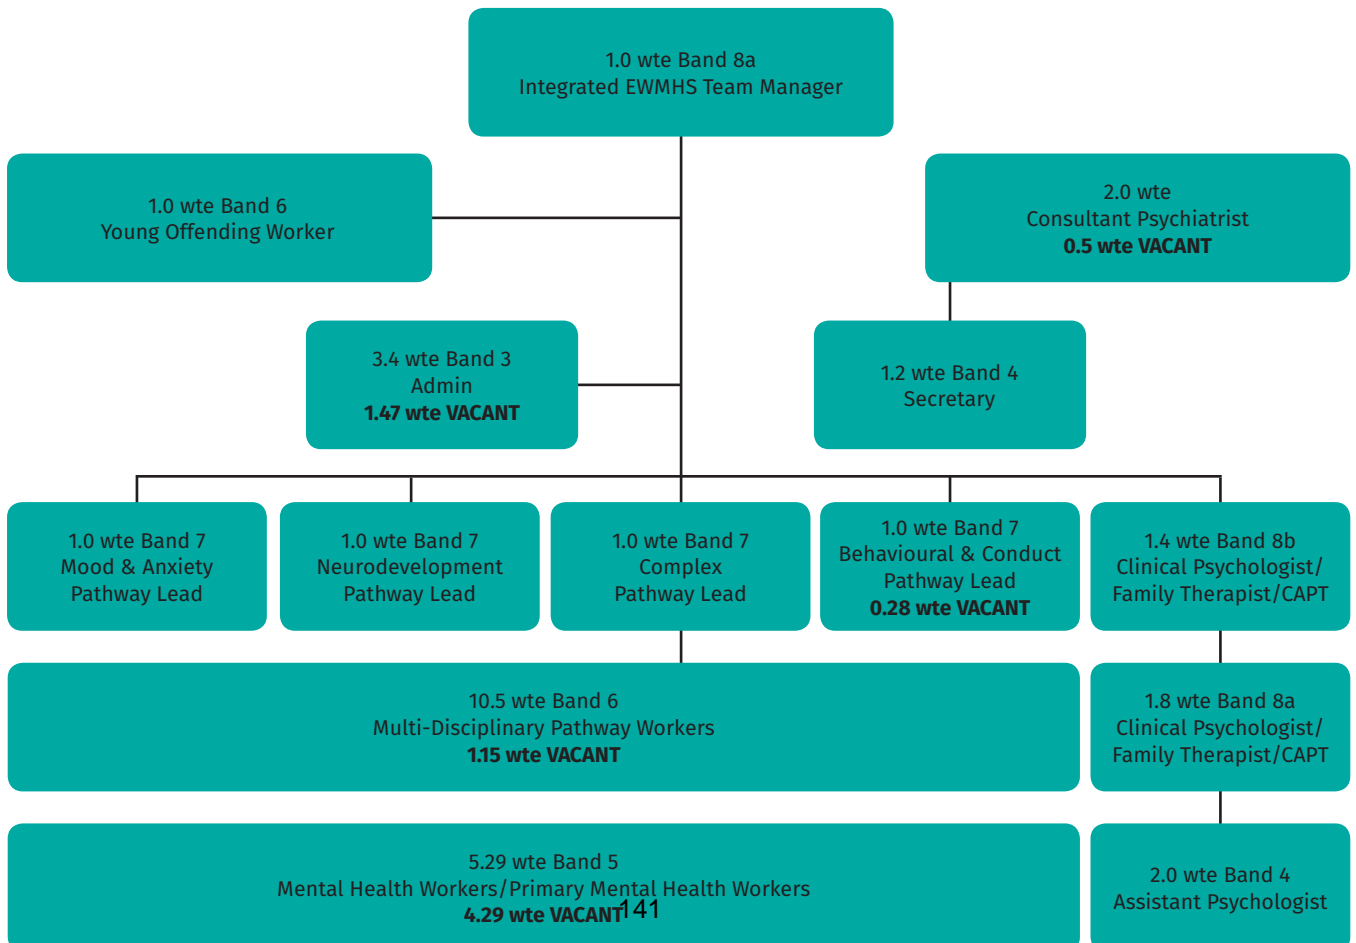 1.0 wte Band 8a
Integrated EWMHS Team Manager
1.0 wte Band 6
Young Offending Worker
2.0 wte
Consultant Psychiatrist
0.5 wte VACANT
3.4 wte Band 3
Admin
1.47 wte VACANT
1.2 wte Band 4
Secretary
1.0 wte Band 7
Mood & Anxiety
Pathway Lead
1.0 wte Band 7
Neurodevelopment
Pathway Lead
1.0 wte Band 7
Complex
Pathway Lead
1.0 wte Band 7
Behavioural & Conduct
Pathway Lead
0.28 wte VACANT
1.4 wte Band 8b
Clinical Psychologist/
Family Therapist/CAPT
10.5 wte Band 6
Multi-Disciplinary Pathway Workers
1.15 wte VACANT
1.8 wte Band 8a
Clinical Psychologist/
Family Therapist/CAPT
5.29 wte Band 5
Mental Health Workers/Primary Mental Health Workers
4.29 wte VACANT
141
2.0 wte Band 4
Assistant Psychologist